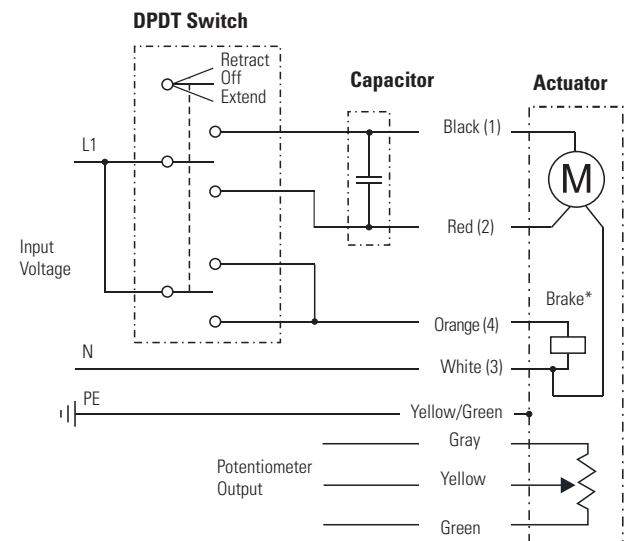 DPDT Switch
Retract
Off
Extend
Capacitor
Actuator
L1
Black (1)
M
Red (2)
Input
Voltage
Brake*
Orange (4)
N
White (3)
PE
Yellow/Green
Gray
Potentiometer
Output
Yellow
Green